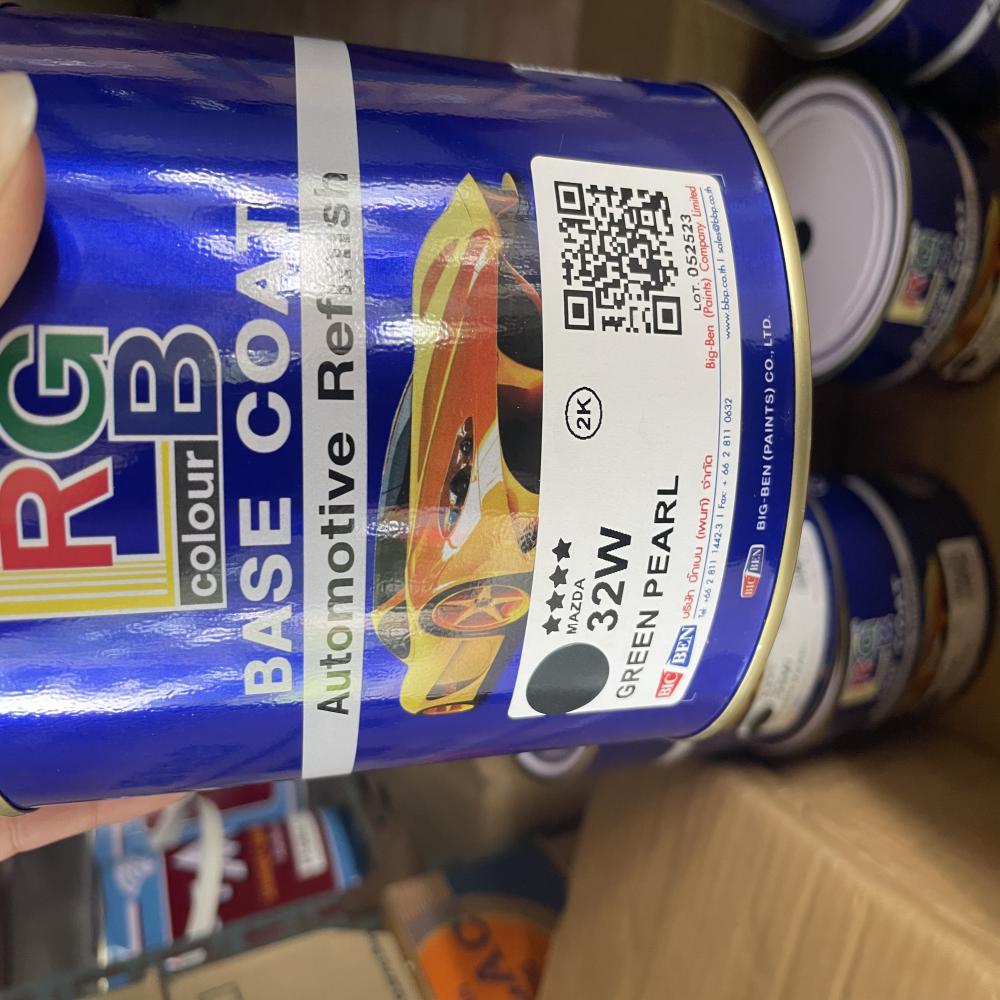 RGB
colour
BASE COAT
Automotive Refinish
★★★★
MAZDA
32W
2K
GREEN PEARL
LOT. 052523
BIG BEN
บริษัท บิ๊กเบน (เพนท์) จำกัด
Big-Ben (Paints) Company Limited
Tel: +66 2 811 1442-3 | Fax: + 66 2 811 0632
www.bbp.co.th | sales@bbp.co.th
BIG BEN
BIG-BEN (PAINTS) CO., LTD.